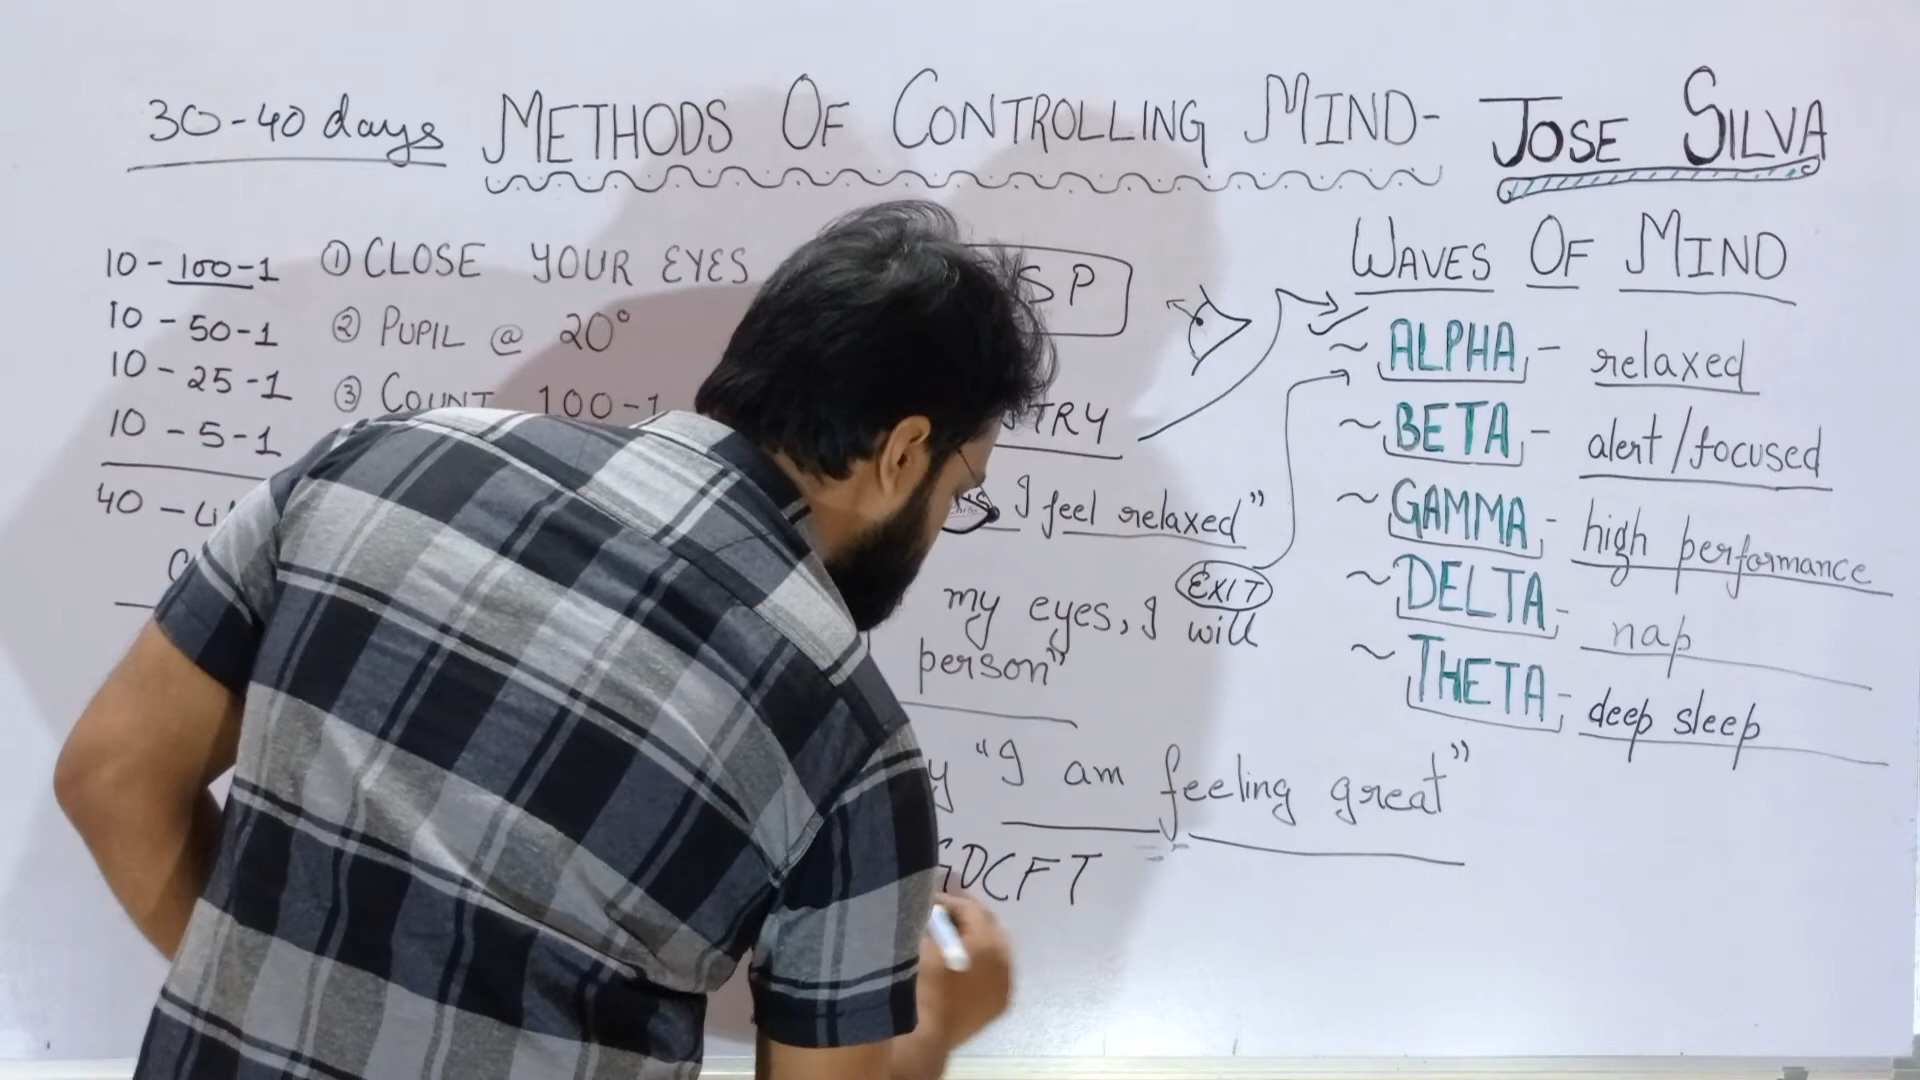 30-40 days METHODS OF CONTROLLING MIND- JOSE SILVA
10-100-1 ① CLOSE YOUR EYES
10-50-1 ② PUPIL @ 20°
10-25-1 ③ COUNT 100-1
10-5-1
40
SP
TRY
I feel relaxed"
EXIT
my eyes, I will
person"
"I am feeling great"
GDCFT
WAVES OF MIND
~ ALPHA - relaxed
~ BETA - alert/focused
~ GAMMA - high performance
~ DELTA - nap
~ THETA - deep sleep